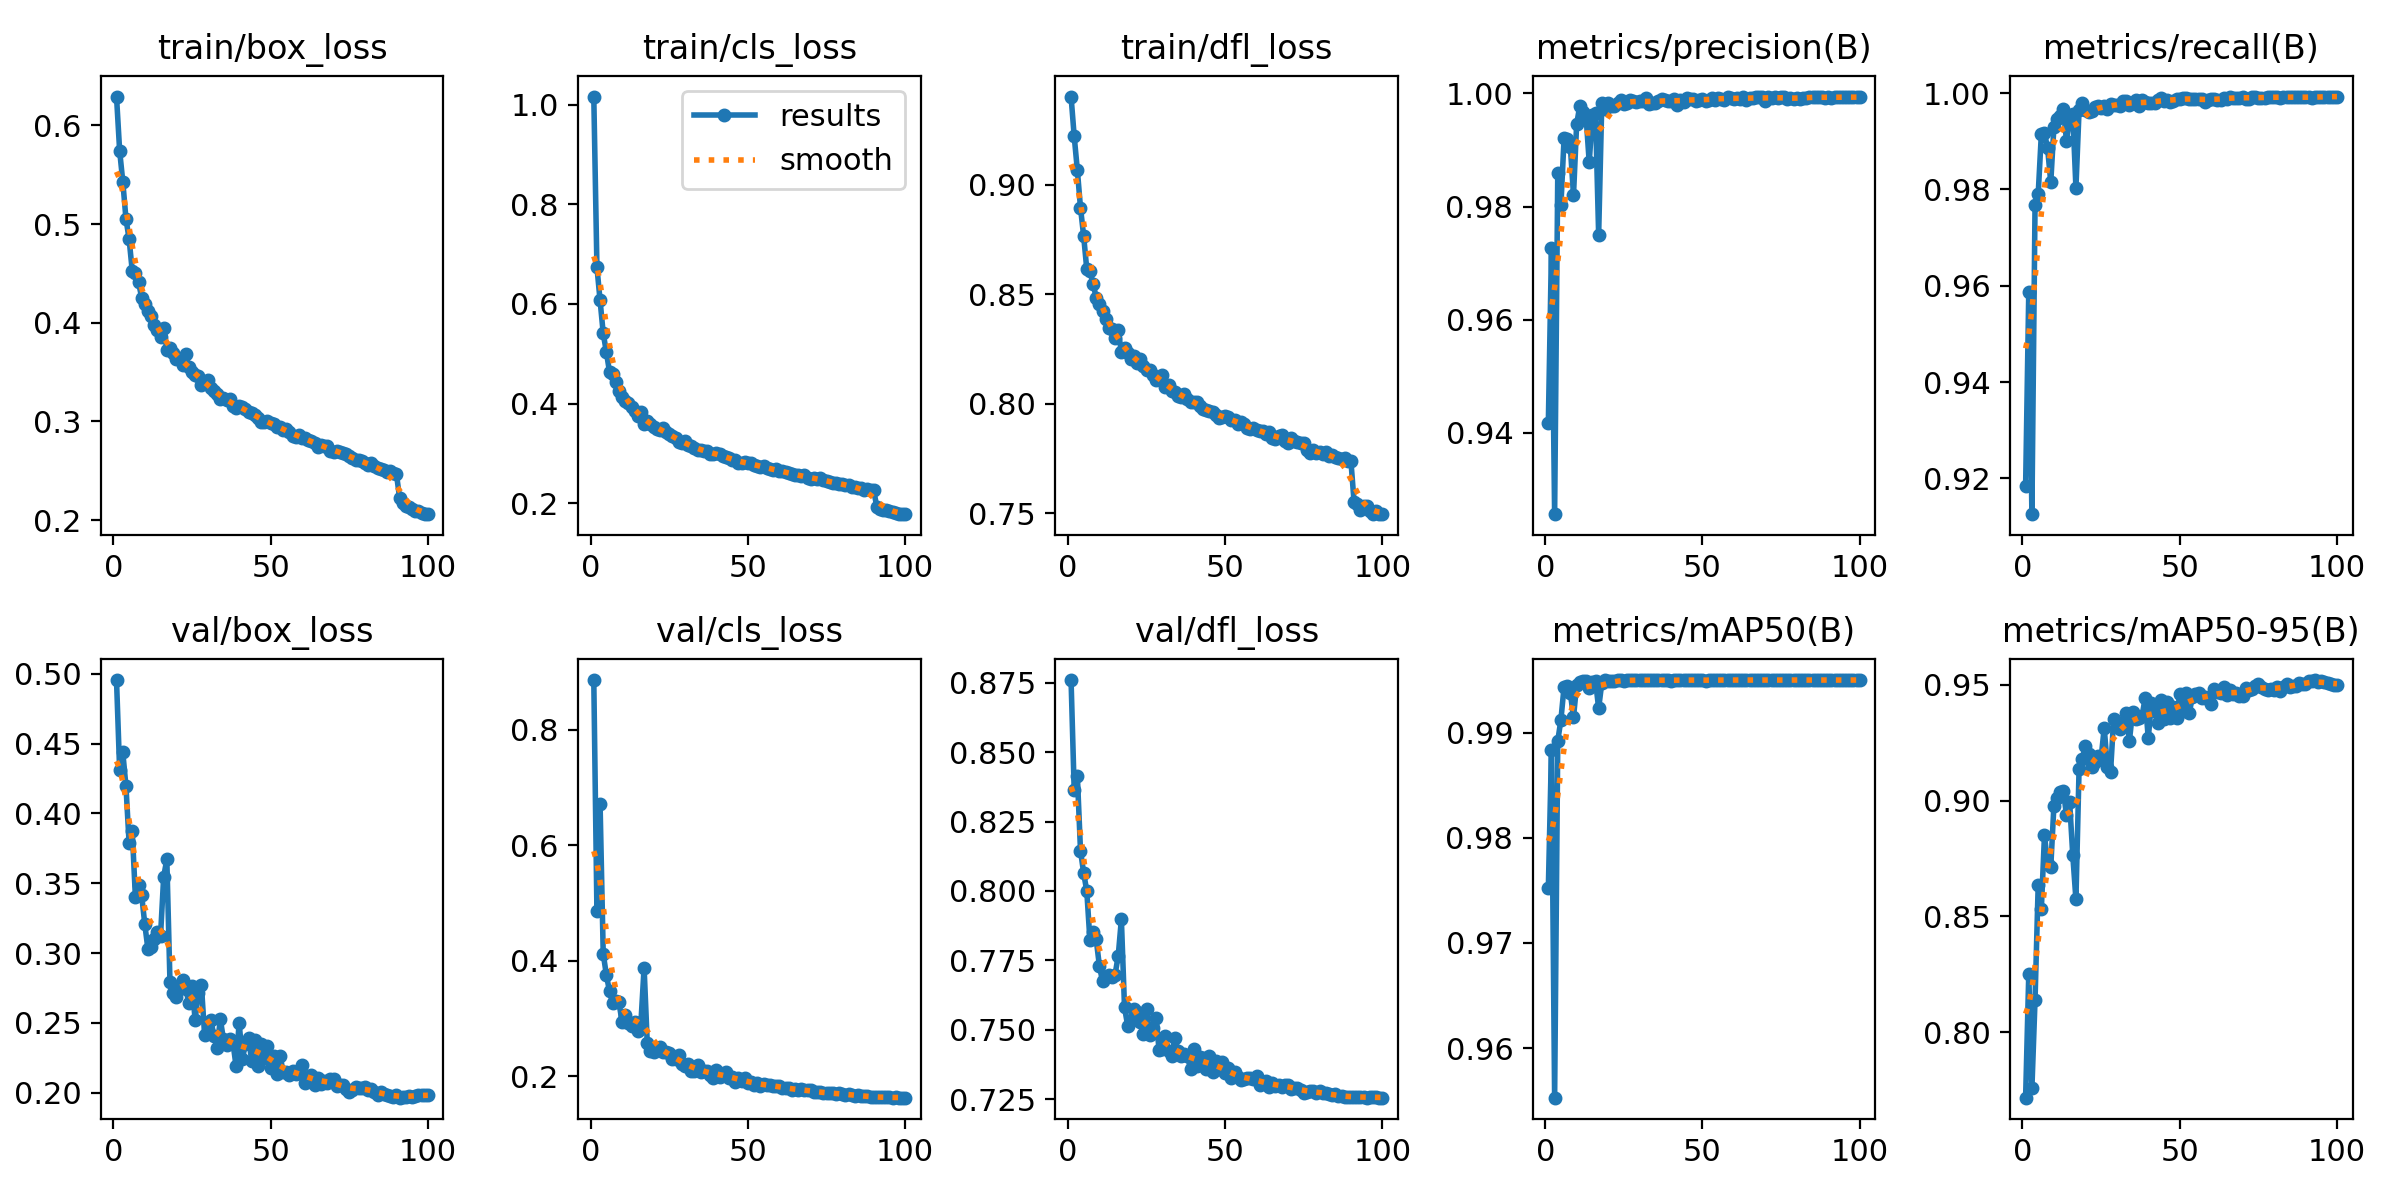 train/box_loss
0.6
0.5
0.4
0.3
0.2
0 50 100
train/cls_loss
results
smooth
1.0
0.8
0.6
0.4
0.2
0 50 100
train/dfl_loss
0.90
0.85
0.80
0.75
0 50 100
metrics/precision(B)
1.00
0.98
0.96
0.94
0 50 100
metrics/recall(B)
1.00
0.98
0.96
0.94
0.92
0 50 100
val/box_loss
0.50
0.45
0.40
0.35
0.30
0.25
0.20
0 50 100
val/cls_loss
0.8
0.6
0.4
0.2
0 50 100
val/dfl_loss
0.875
0.850
0.825
0.800
0.775
0.750
0.725
0 50 100
metrics/mAP50(B)
0.99
0.98
0.97
0.96
0 50 100
metrics/mAP50-95(B)
0.95
0.90
0.85
0.80
0 50 100